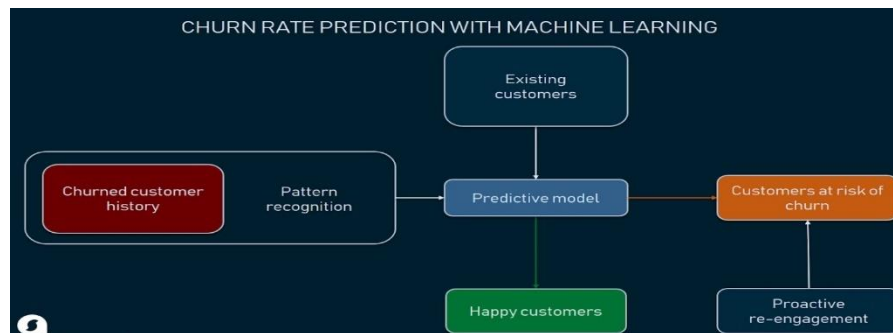 CHURN RATE PREDICTION WITH MACHINE LEARNING
Existing
customers
Churned customer
history
Pattern
recognition
Predictive model
Customers at risk of
churn
Happy customers
Proactive
re-engagement